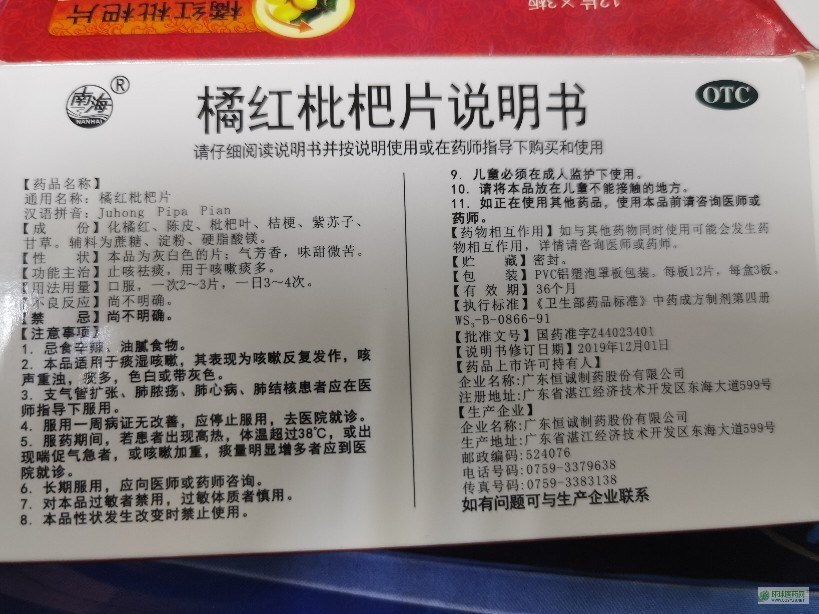 橘红枇杷片
12片×3板
南海
NANHAI
®
橘红枇杷片说明书
OTC
请仔细阅读说明书并按说明使用或在药师指导下购买和使用
【药品名称】
通用名称：橘红枇杷片
汉语拼音：Juhong Pipa Pian
【成 份】化橘红、陈皮、枇杷叶、桔梗、紫苏子、
甘草。辅料为蔗糖、淀粉、硬脂酸镁。
【性 状】本品为灰白色的片；气芳香，味甜微苦。
【功能主治】止咳祛痰，用于咳嗽痰多。
【用法用量】口服，一次2～3片，一日3～4次。
【不良反应】尚不明确。
【禁 忌】尚不明确。
【注意事项】
1．忌食辛辣、油腻食物。
2．本品适用于痰湿咳嗽，其表现为咳嗽反复发作，咳
声重浊，痰多，色白或带灰色。
3．支气管扩张、肺脓疡、肺心病、肺结核患者应在医
师指导下服用。
4．服用一周病证无改善，应停止服用，去医院就诊。
5．服药期间，若患者出现高热，体温超过38℃，或出
现喘促气急者，或咳嗽加重，痰量明显增多者应到医
院就诊。
6．长期服用，应向医师或药师咨询。
7．对本品过敏者禁用，过敏体质者慎用。
8．本品性状发生改变时禁止使用。
9．儿童必须在成人监护下使用。
10．请将本品放在儿童不能接触的地方。
11．如正在使用其他药品，使用本品前请咨询医师或
药师。
【药物相互作用】如与其他药物同时使用可能会发生药
物相互作用，详情请咨询医师或药师。
【贮 藏】密封。
【包 装】PVC铝塑泡罩板包装。每板12片，每盒3板。
【有 效 期】36个月
【执行标准】《卫生部药品标准》中药成方制剂第四册
WS₃-B-0866-91
【批准文号】国药准字Z44023401
【说明书修订日期】2019年12月01日
【药品上市许可持有人】
企业名称:广东恒诚制药股份有限公司
注册地址:广东省湛江经济技术开发区东海大道599号
【生产企业】
企业名称:广东恒诚制药股份有限公司
生产地址:广东省湛江经济技术开发区东海大道599号
邮政编码:524076
电话号码:0759-3379638
传真号码:0759-3383138
如有问题可与生产企业联系
环球医药网